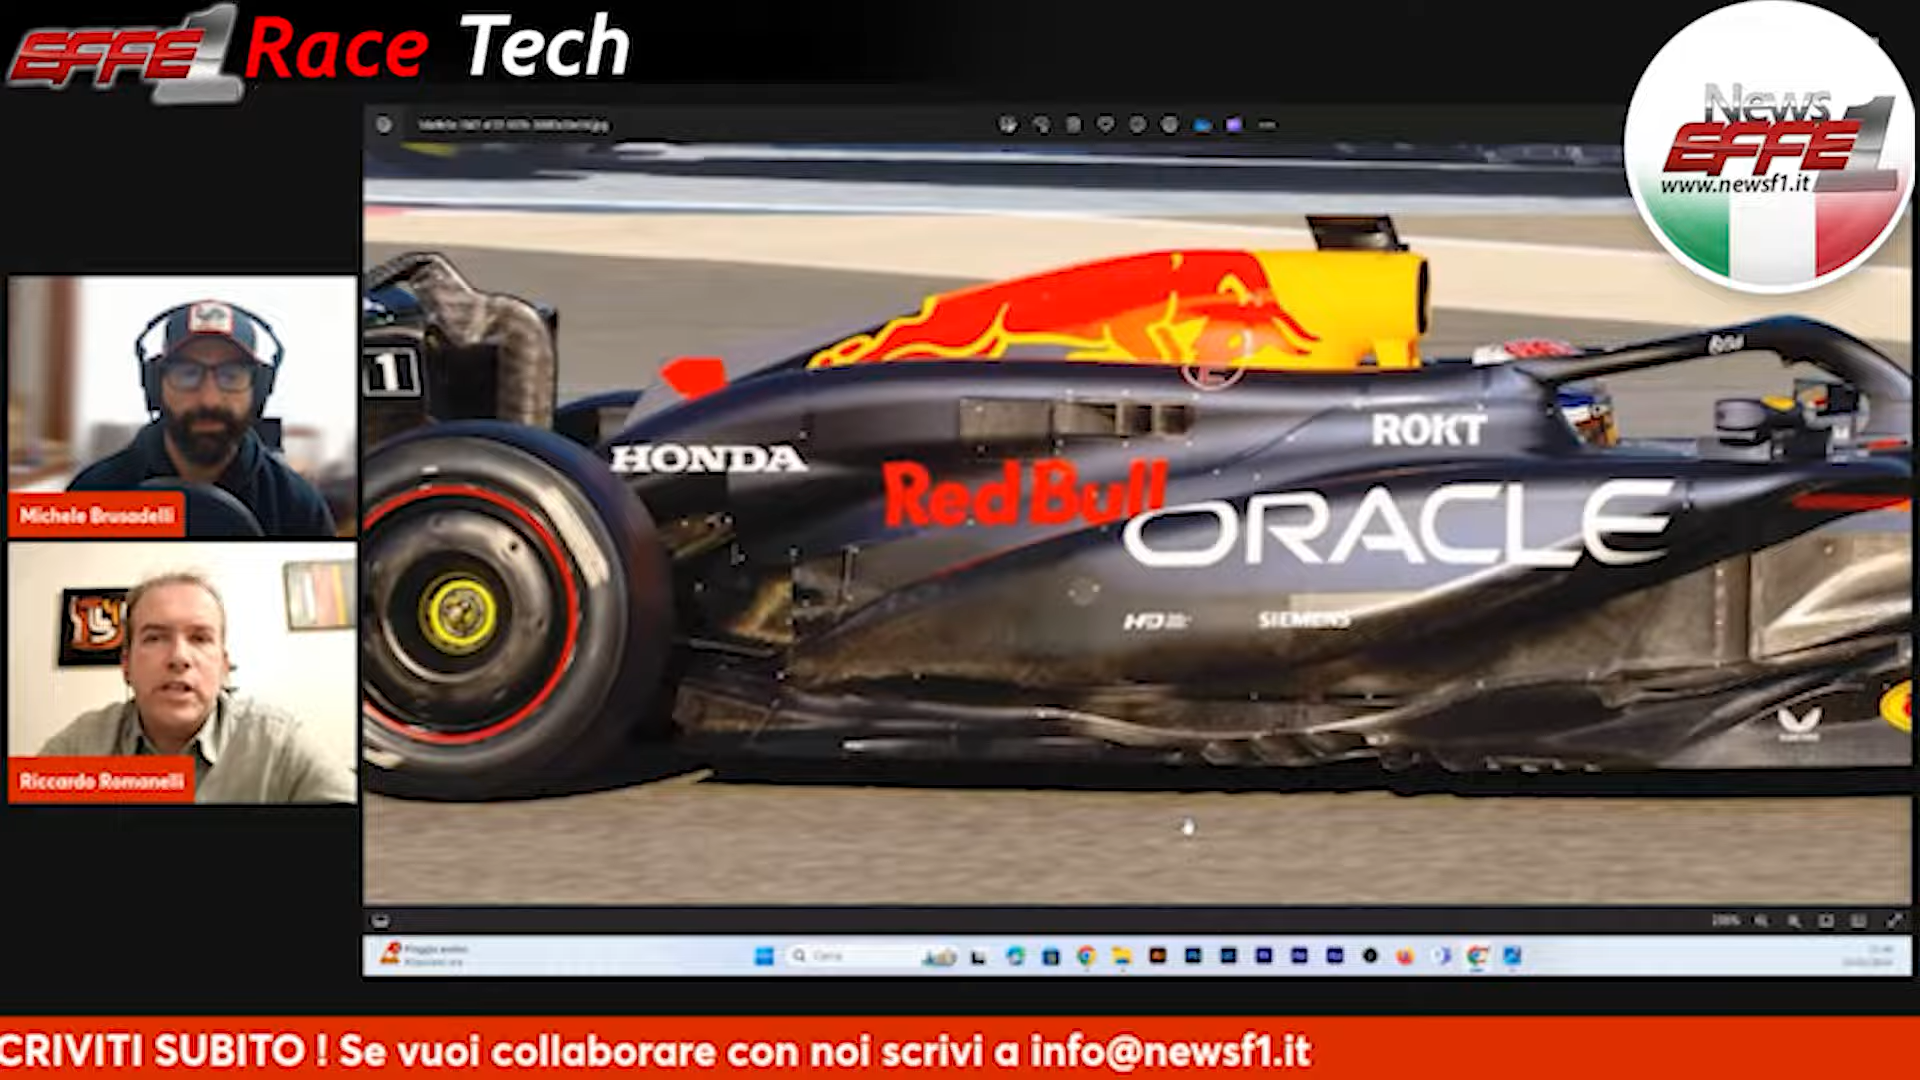 EFFE1 Race Tech
News
EFFE1
www.newsf1.it
1
HONDA
Red Bull
ROKT
ORACLE
SIEMENS
Michele Brusadelli
Riccardo Romanelli
Cerca
CRIVITI SUBITO ! Se vuoi collaborare con noi scrivi a info@newsf1.it